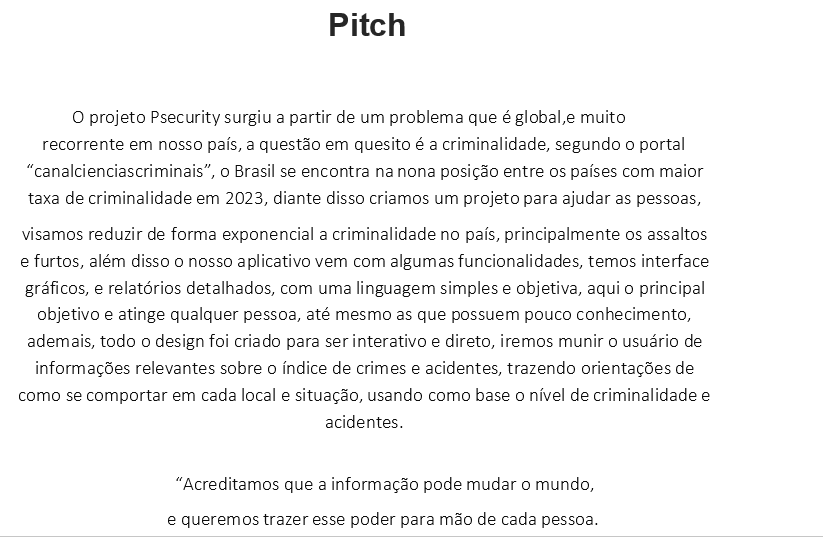 Pitch
O projeto Psecurity surgiu a partir de um problema que é global,e muito
recorrente em nosso país, a questão em quesito é a criminalidade, segundo o portal
“canalcienciascriminais”, o Brasil se encontra na nona posição entre os países com maior
taxa de criminalidade em 2023, diante disso criamos um projeto para ajudar as pessoas,
visamos reduzir de forma exponencial a criminalidade no país, principalmente os assaltos
e furtos, além disso o nosso aplicativo vem com algumas funcionalidades, temos interface
gráficos, e relatórios detalhados, com uma linguagem simples e objetiva, aqui o principal
objetivo e atinge qualquer pessoa, até mesmo as que possuem pouco conhecimento,
ademais, todo o design foi criado para ser interativo e direto, iremos munir o usuário de
informações relevantes sobre o índice de crimes e acidentes, trazendo orientações de
como se comportar em cada local e situação, usando como base o nível de criminalidade e
acidentes.
“Acreditamos que a informação pode mudar o mundo,
e queremos trazer esse poder para mão de cada pessoa.